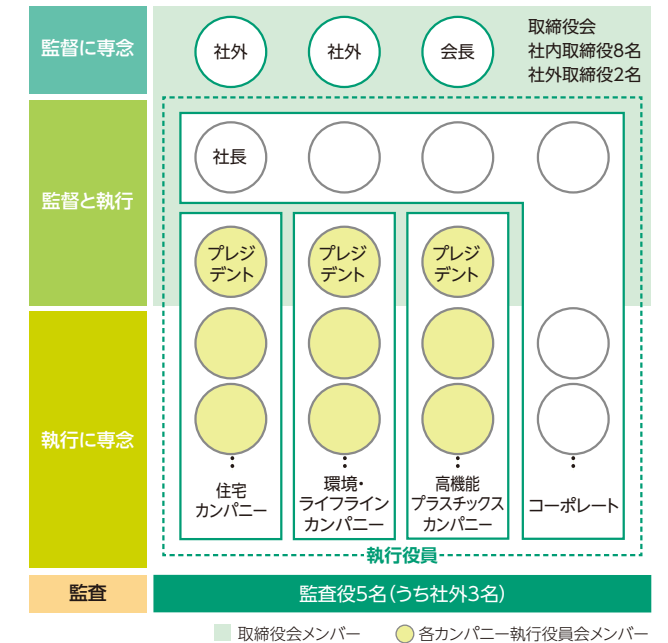 監督に専念
社外
社外
会長
取締役会
社内取締役8名
社外取締役2名
監督と執行
社長
プレジ
デント
プレジ
デント
プレジ
デント
執行に専念
住宅
カンパニー
環境・
ライフライン
カンパニー
高機能
プラスチックス
カンパニー
コーポレート
執行役員
監査
監査役5名(うち社外3名)
取締役会メンバー
各カンパニー執行役員会メンバー